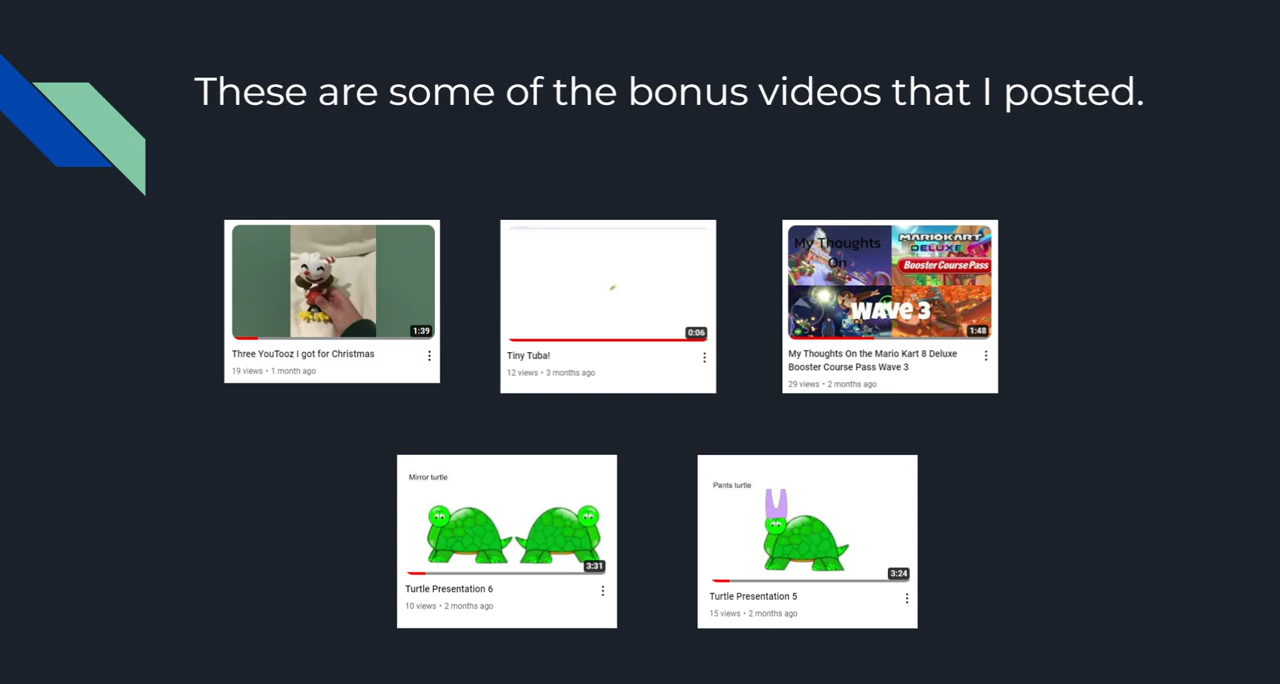 These are some of the bonus videos that I posted.
1:39
Three YouTooz I got for Christmas
19 views • 1 month ago
0:06
Tiny Tuba!
12 views • 3 months ago
My Thoughts
On
MARIOKART
DELUXE
Booster Course Pass
WAVE 3
1:48
My Thoughts On the Mario Kart 8 Deluxe
Booster Course Pass Wave 3
29 views • 2 months ago
Mirror turtle
3:31
Turtle Presentation 6
10 views • 2 months ago
Pants turtle
3:24
Turtle Presentation 5
15 views • 2 months ago